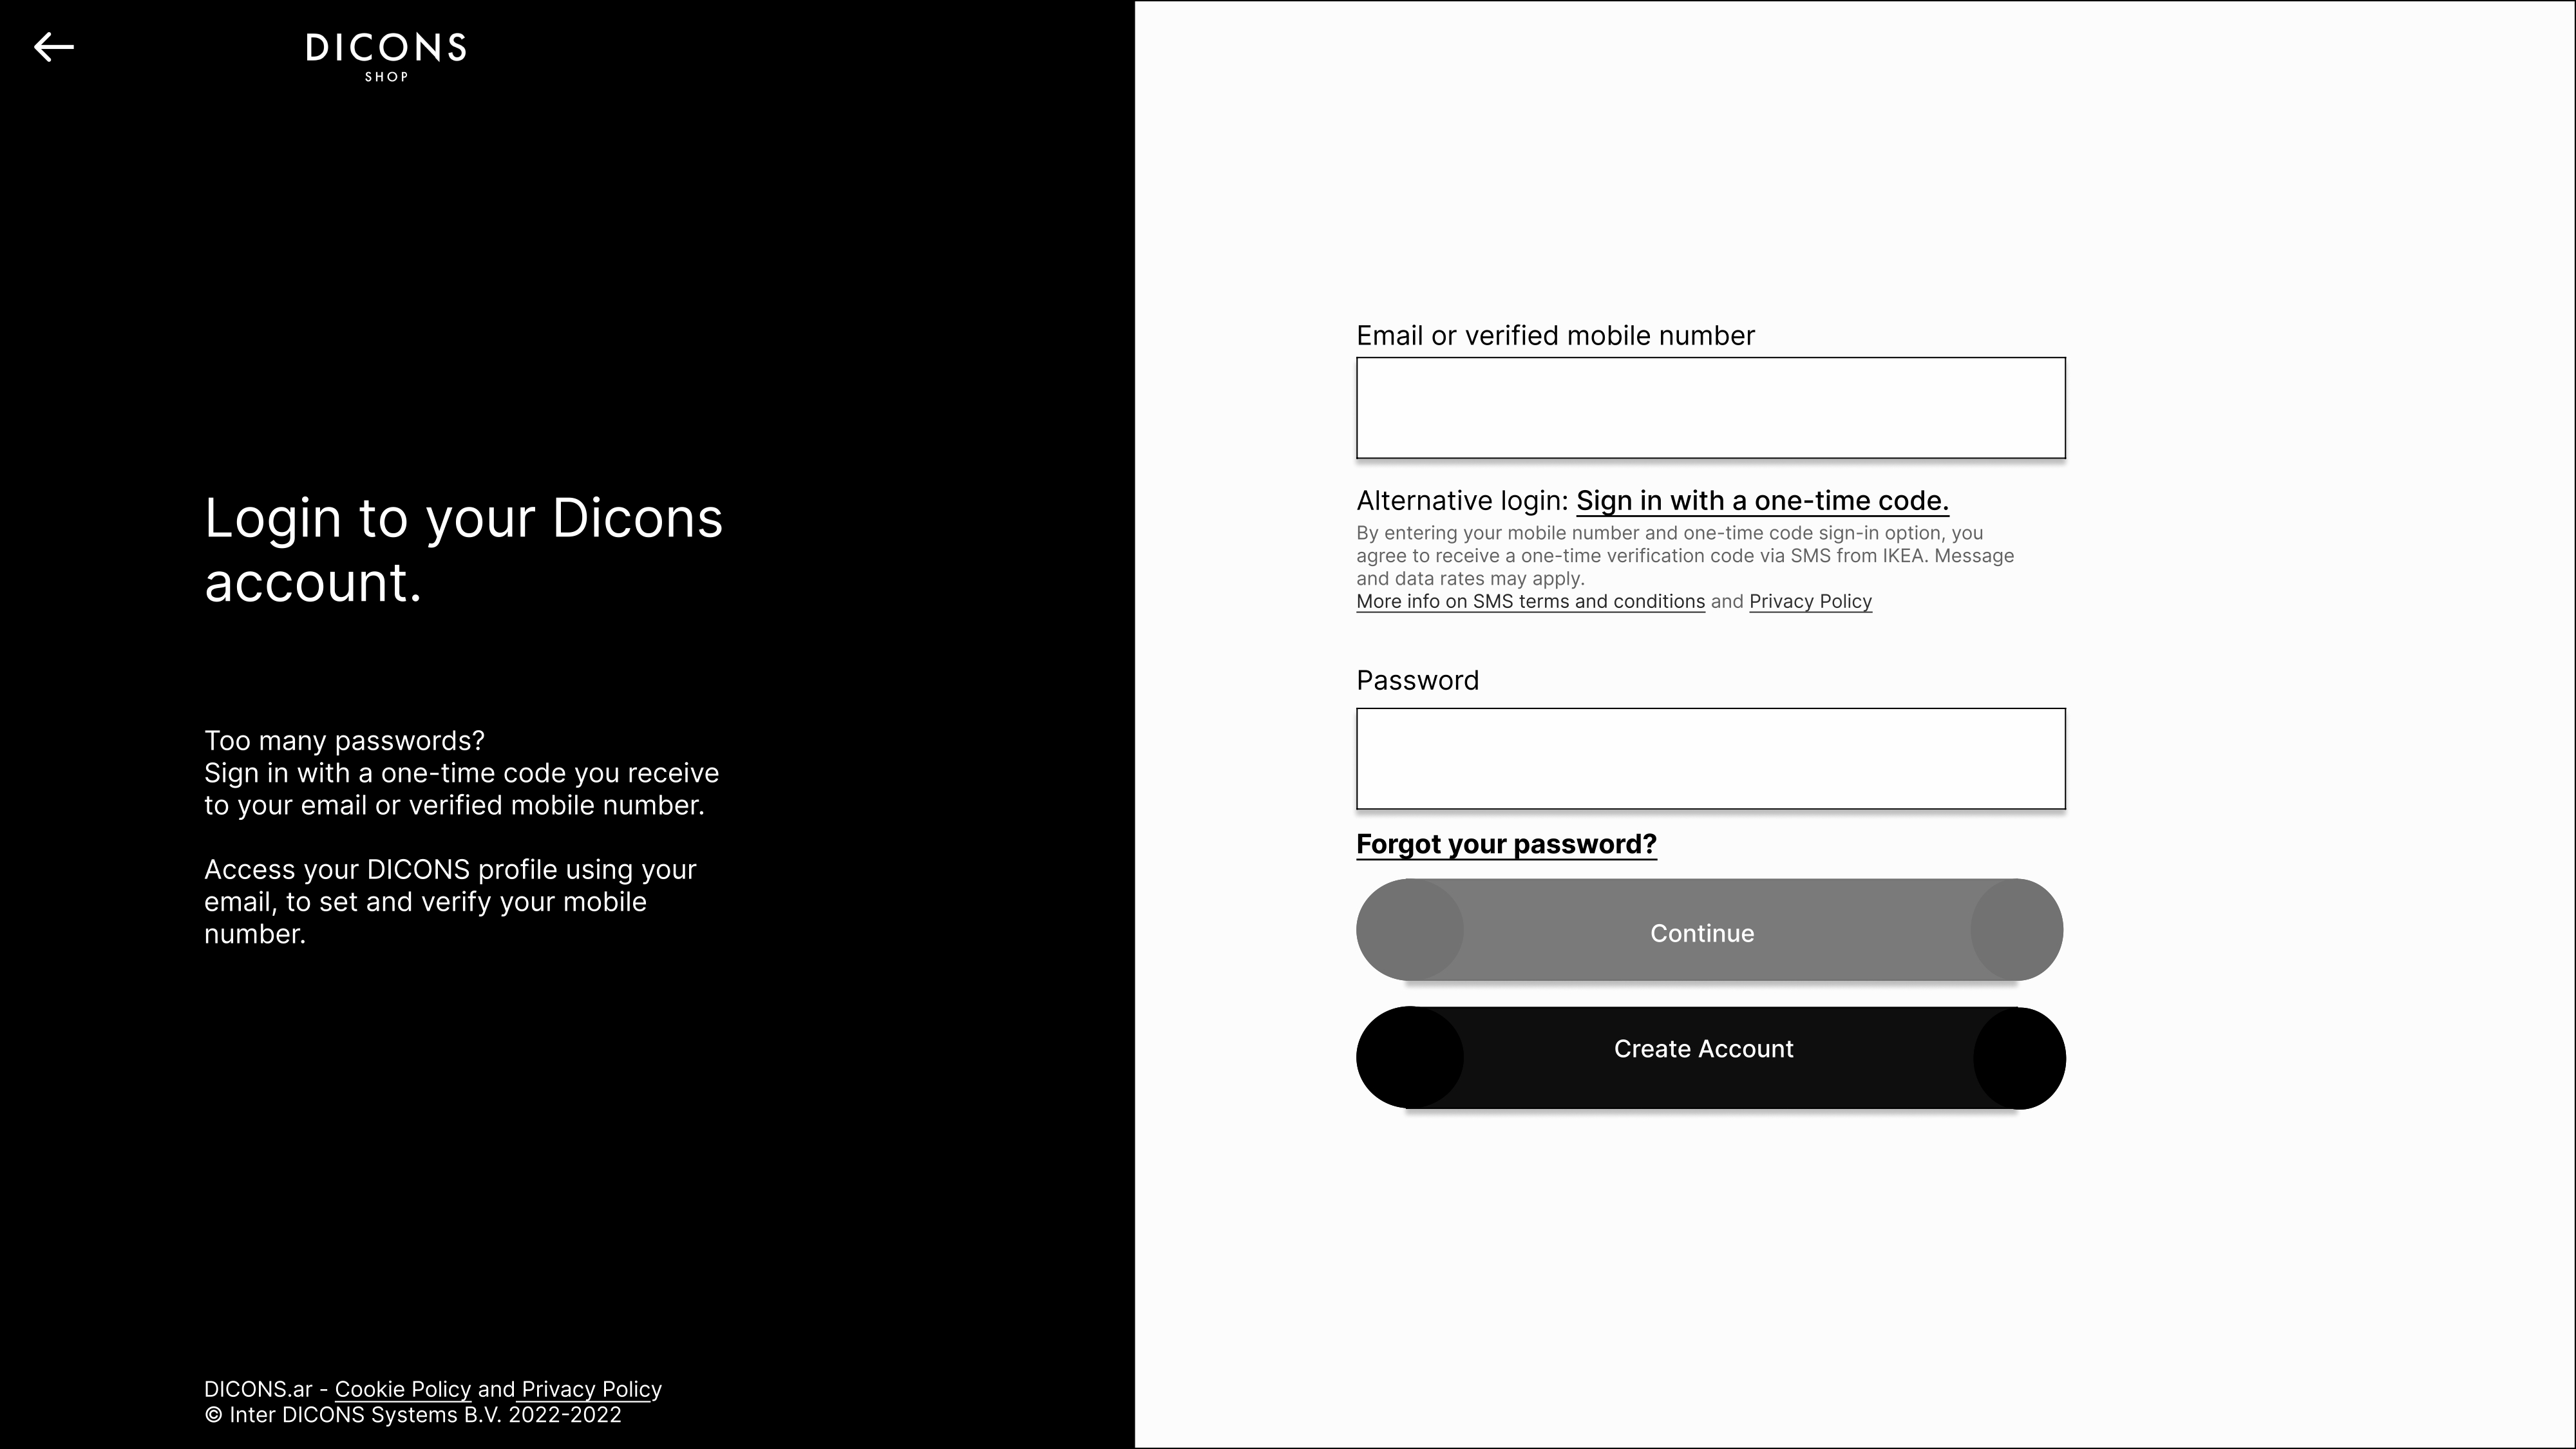 DICONS
SHOP
Login to your Dicons
account.
Too many passwords?
Sign in with a one-time code you receive
to your email or verified mobile number.
Access your DICONS profile using your
email, to set and verify your mobile
number.
DICONS.ar - Cookie Policy and Privacy Policy
© Inter DICONS Systems B.V. 2022-2022
Email or verified mobile number
Alternative login: Sign in with a one-time code.
By entering your mobile number and one-time code sign-in option, you
agree to receive a one-time verification code via SMS from IKEA. Message
and data rates may apply.
More info on SMS terms and conditions and Privacy Policy
Password
Forgot your password?
Continue
Create Account